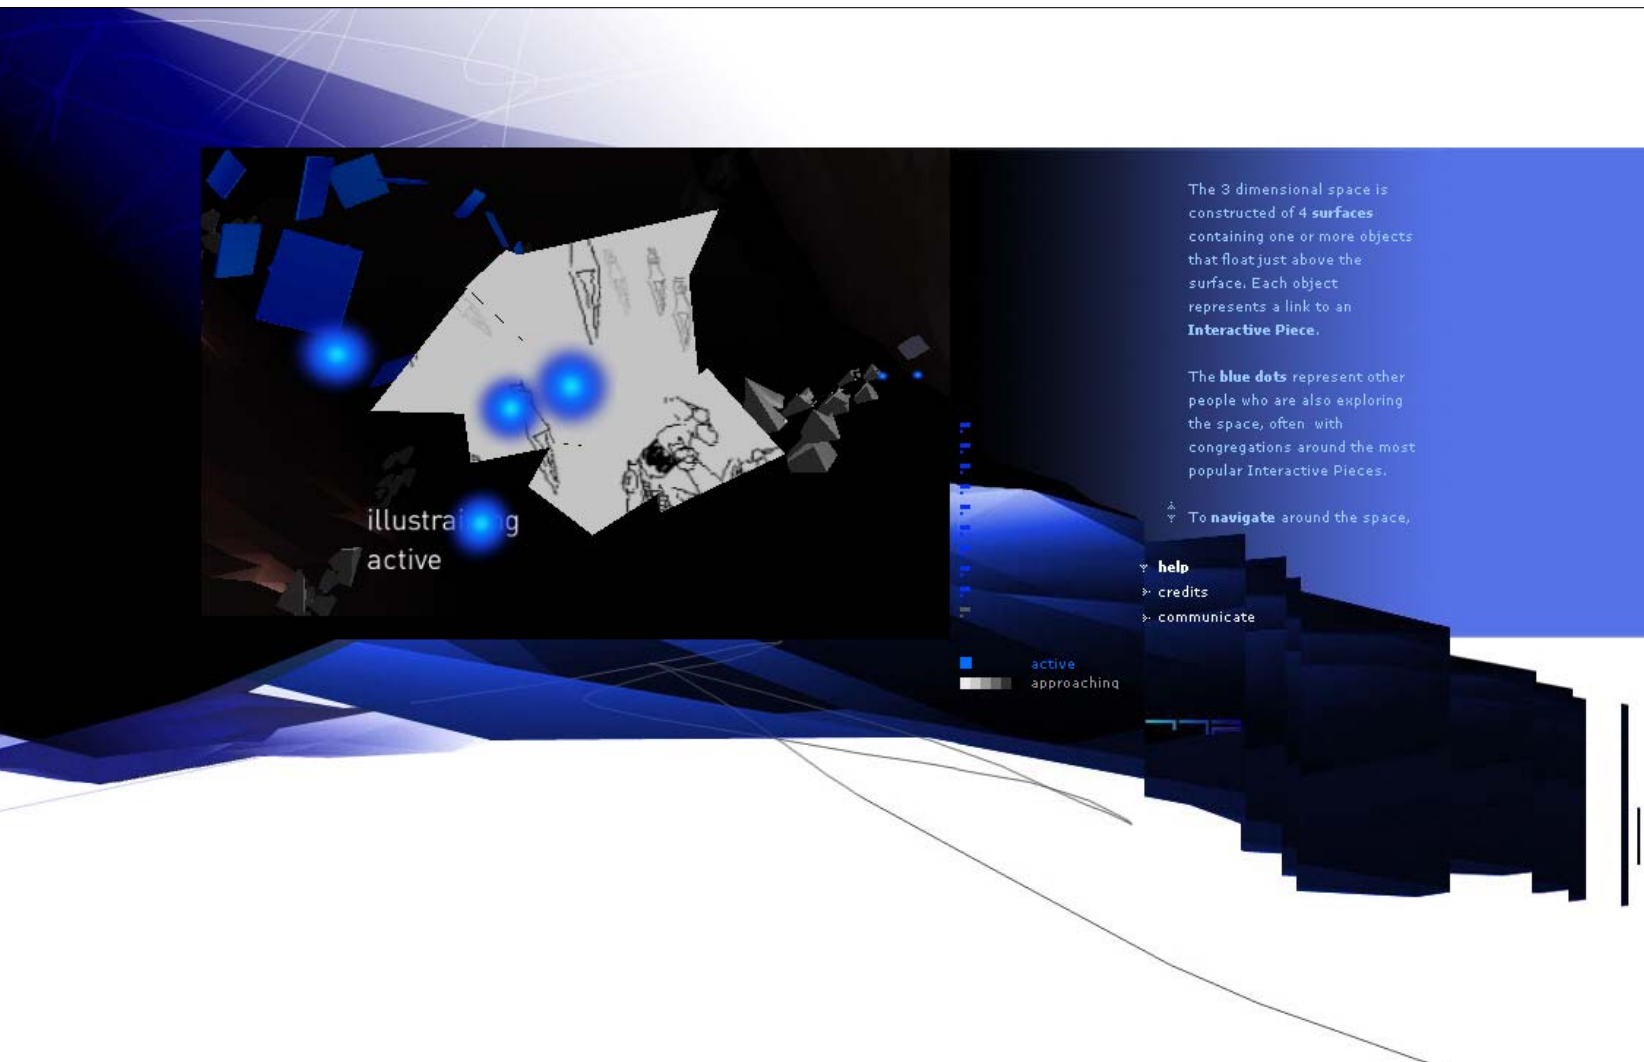 The 3 dimensional space is
constructed of 4 surfaces
containing one or more objects
that float just above the
surface. Each object
represents a link to an
Interactive Piece.
The blue dots represent other
people who are also exploring
the space, often with
congregations around the most
popular Interactive Pieces.
To navigate around the space,
active
help
credits
communicate
active
approaching